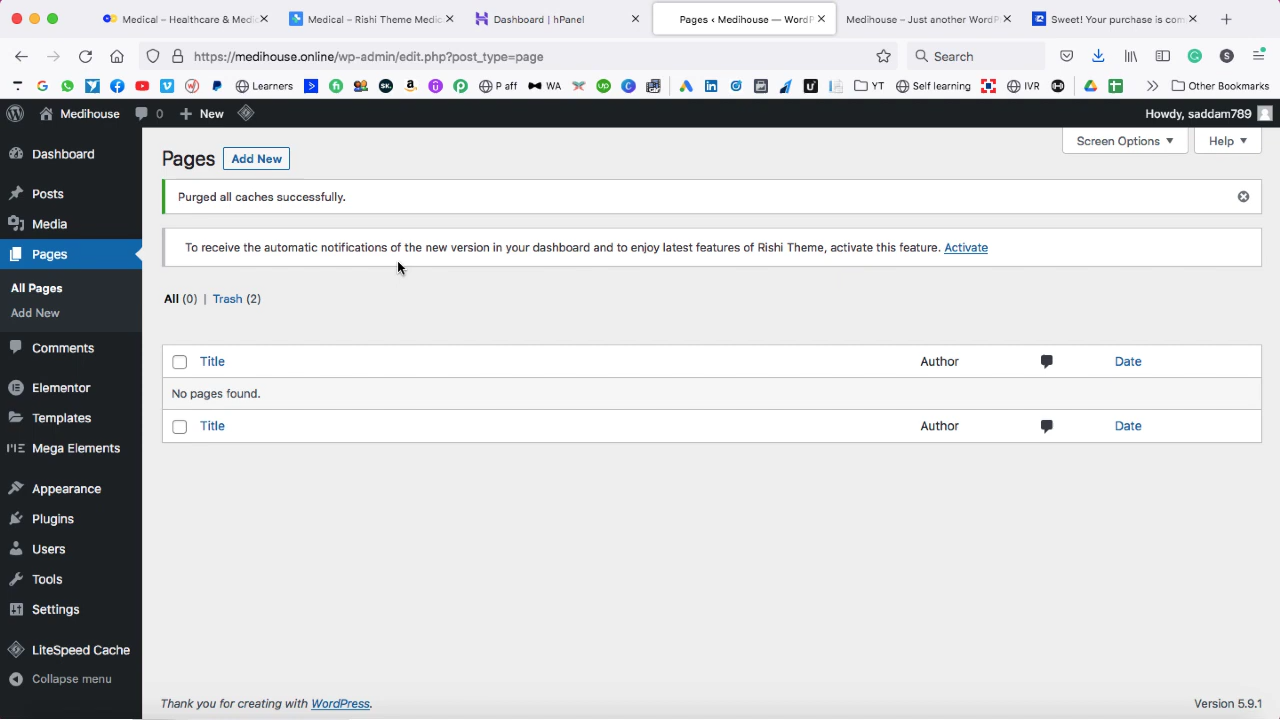 Medical – Healthcare & Medic
Medical – Rishi Theme Medic
Dashboard | hPanel
Pages ‹ Medihouse — WordP
Medihouse – Just another WordP
Sweet! Your purchase is com
https://medihouse.online/wp-admin/edit.php?post_type=page
Search
S
Learners
P aff
WA
YT
Self learning
IVR
Other Bookmarks
Medihouse
0
New
Howdy, saddam789
Dashboard
Posts
Media
Pages
All Pages
Add New
Comments
Elementor
Templates
Mega Elements
Appearance
Plugins
Users
Tools
Settings
LiteSpeed Cache
Collapse menu
Screen Options
Help
Pages
Add New
Purged all caches successfully.
To receive the automatic notifications of the new version in your dashboard and to enjoy latest features of Rishi Theme, activate this feature. Activate
All (0) | Trash (2)
Title Author Date
No pages found.
Title Author Date
Thank you for creating with WordPress.
Version 5.9.1